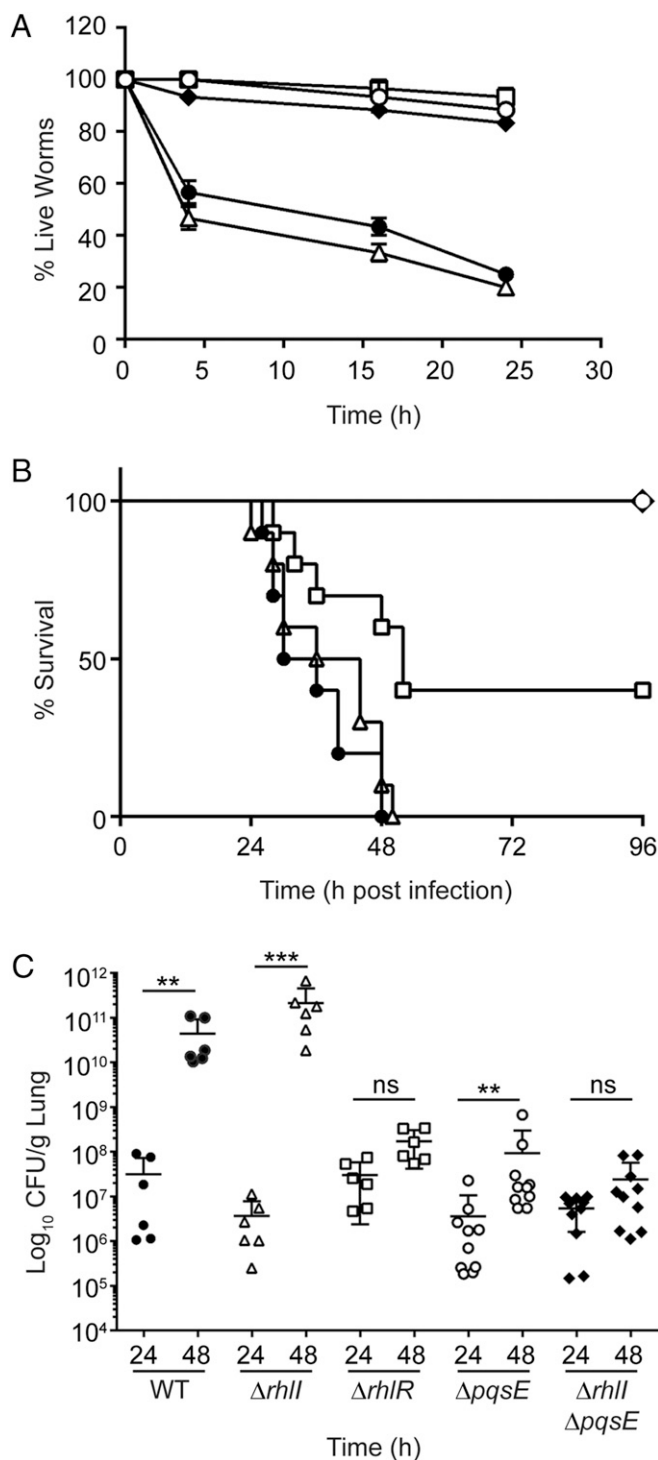 A
% Live Worms
120
100
80
60
40
20
0
0 5 10 15 20 25 30
Time (h)
B
% Survival
100
50
0
0 24 48 72 96
Time (h post infection)
C
Log₁₀ CFU/g Lung
10¹²
10¹¹
10¹⁰
10⁹
10⁸
10⁷
10⁶
10⁵
10⁴
** *** ns ** ns
24 48 24 48 24 48 24 48 24 48
WT ΔrhlI ΔrhlR ΔpqsE ΔrhlI
ΔpqsE
Time (h)